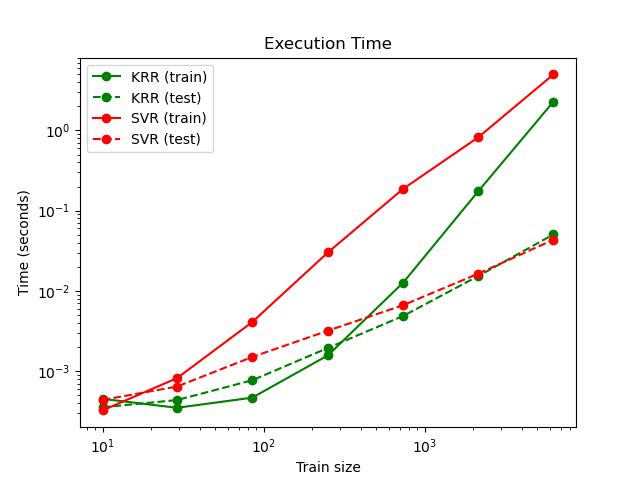 Execution Time
KRR (train)
KRR (test)
SVR (train)
SVR (test)
Time (seconds)
10⁰
10⁻¹
10⁻²
10⁻³
10¹
10²
10³
Train size